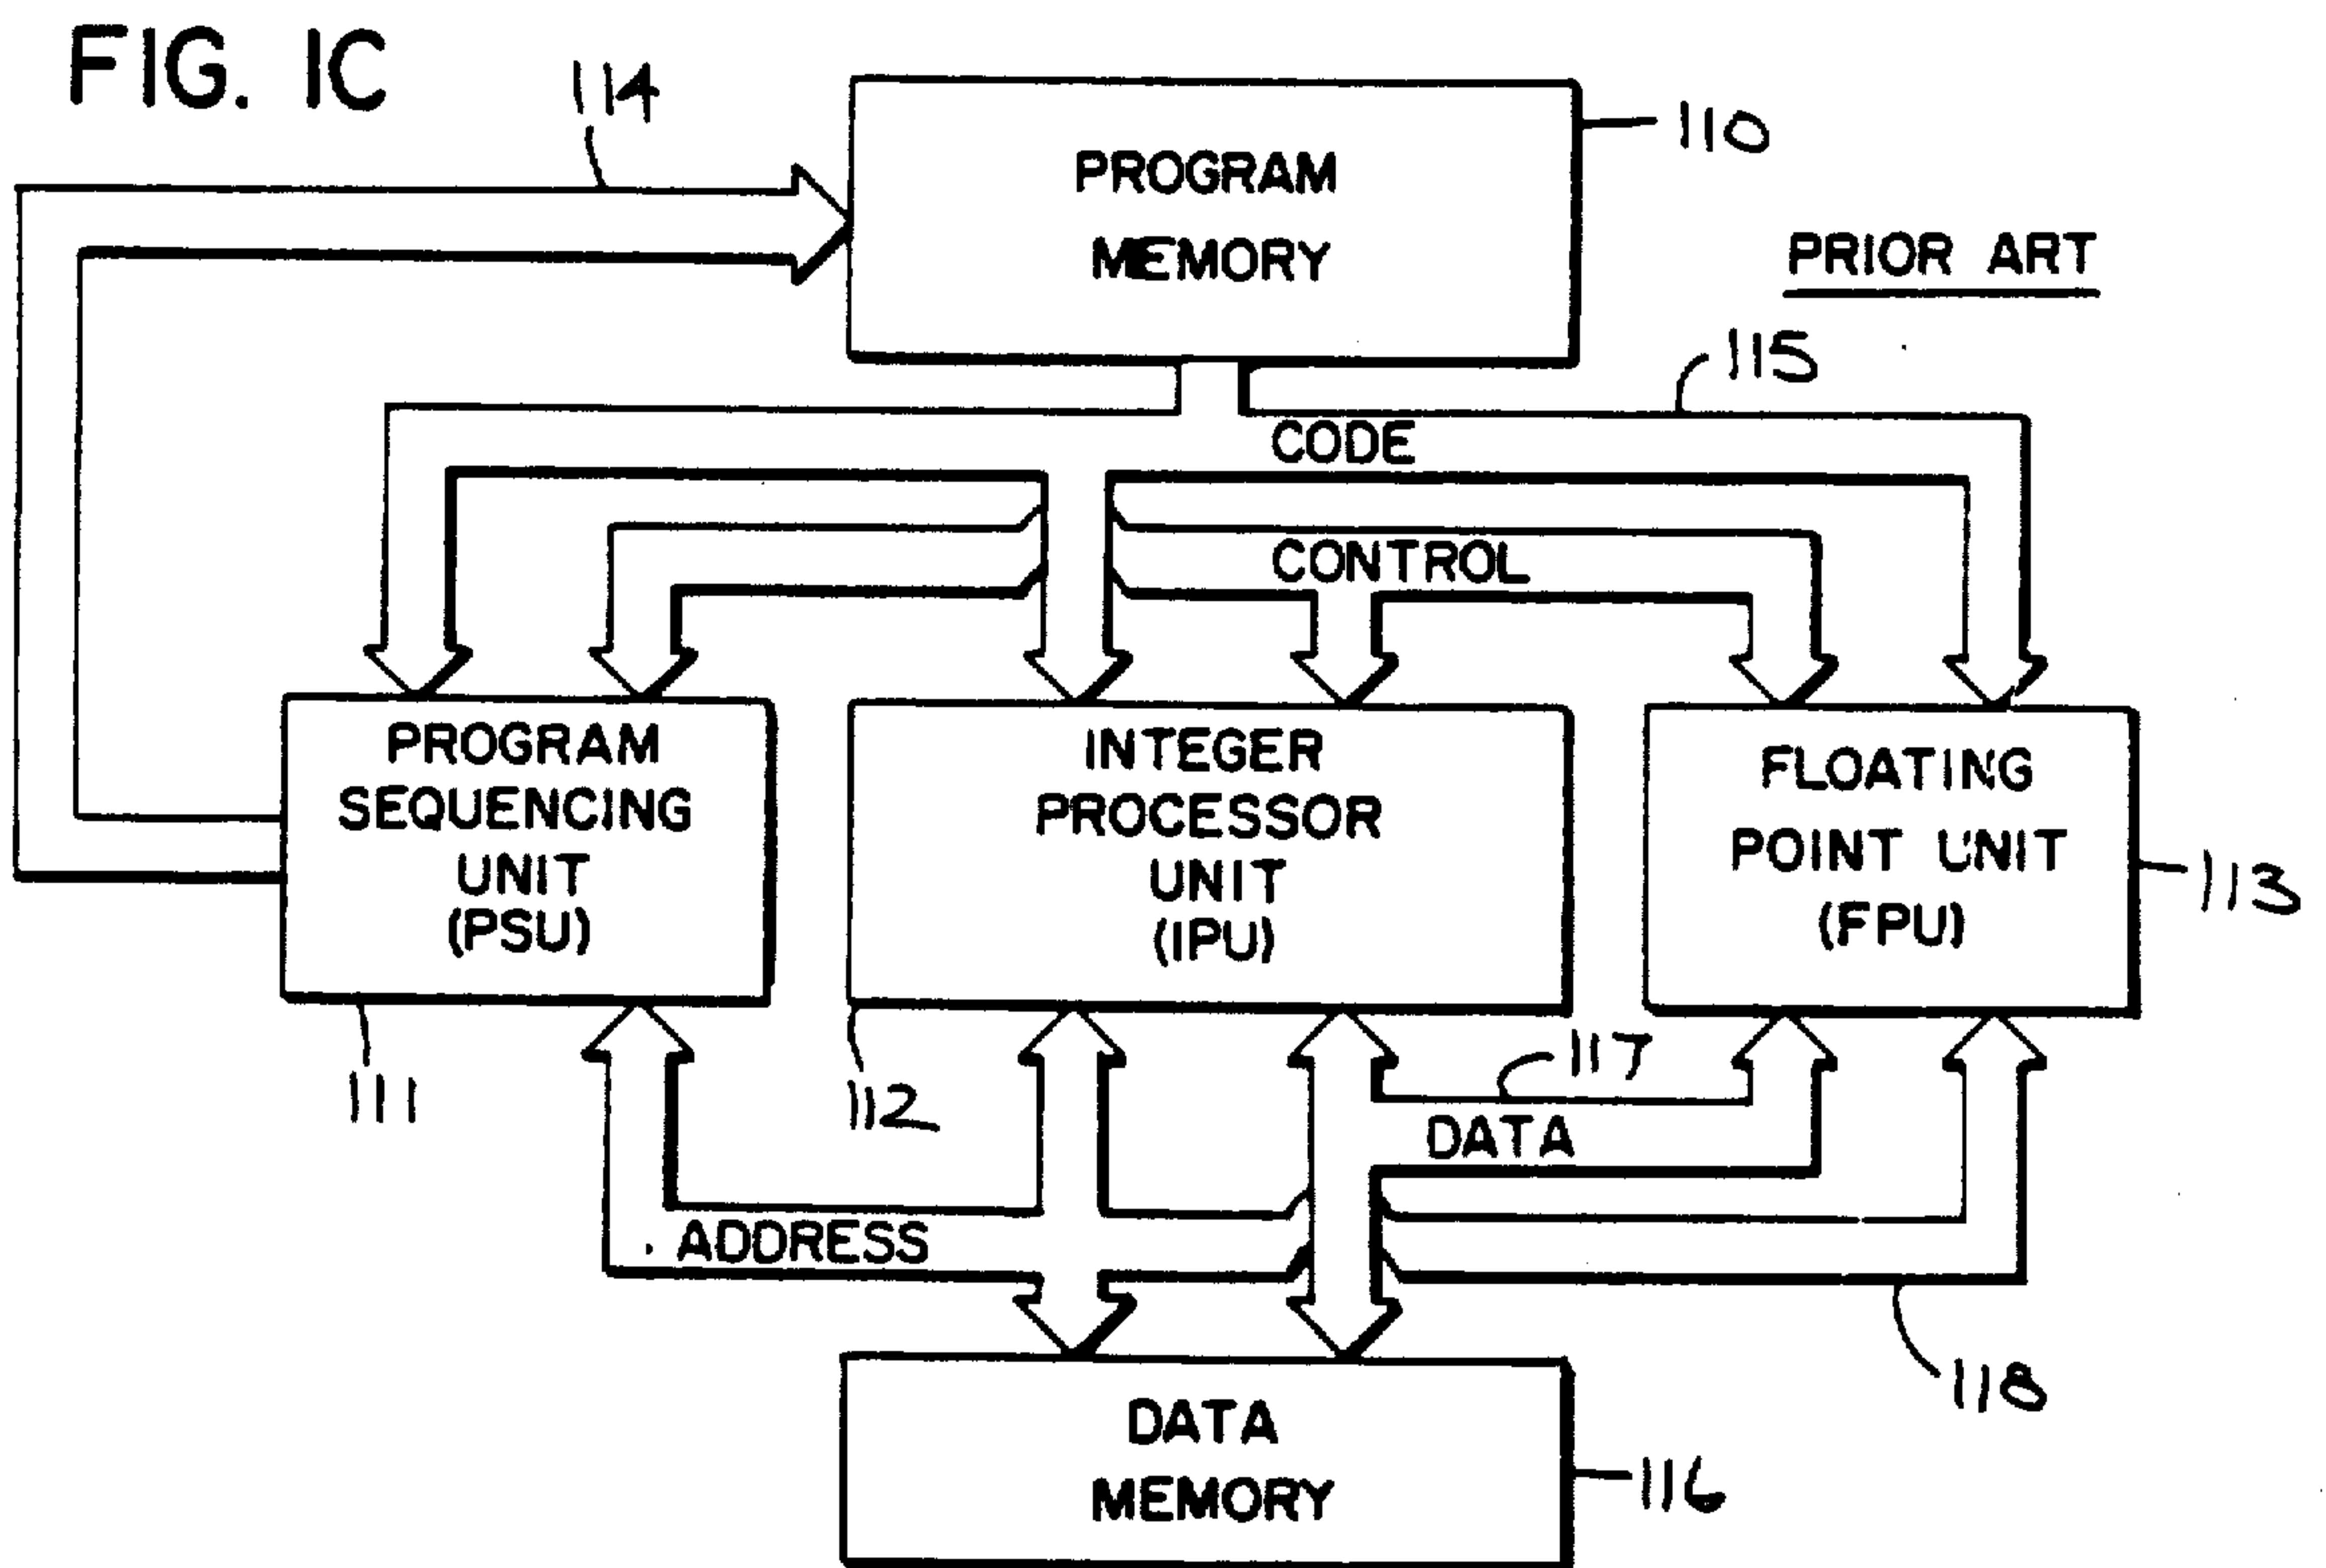 FIG. 1C
114
PROGRAM
MEMORY
110
PRIOR ART
115
CODE
CONTROL
PROGRAM
SEQUENCING
UNIT
(PSU)
INTEGER
PROCESSOR
UNIT
(IPU)
FLOATING
POINT UNIT
(FPU)
113
111
112
117
DATA
ADDRESS
118
DATA
MEMORY
116